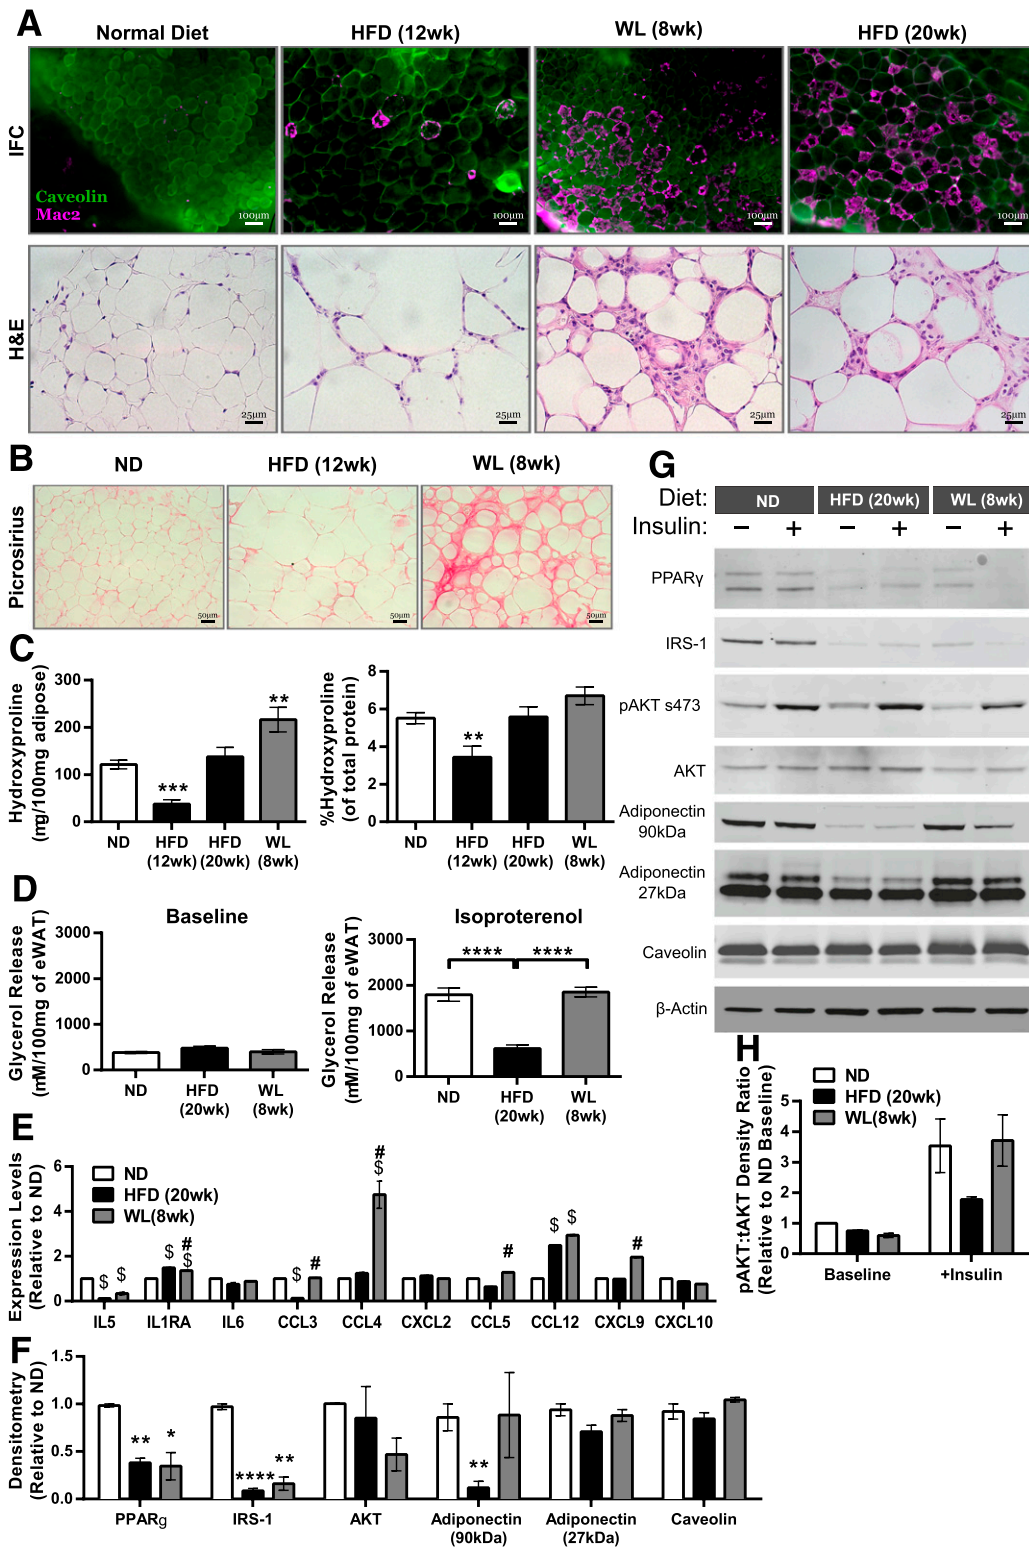 A
Normal Diet
HFD (12wk)
WL (8wk)
HFD (20wk)
IFC
Caveolin
Mac2
100µm
100µm
100µm
100µm
H&E
25µm
25µm
25µm
25µm
B
ND
HFD (12wk)
WL (8wk)
Picrosirius
50µm
50µm
50µm
C
Hydroxyproline
(mg/100mg adipose)
300
200
100
0
***
**
ND
HFD
(12wk)
HFD
(20wk)
WL
(8wk)
%Hydroxyproline
(of total protein)
8
6
4
2
0
**
ND
HFD
(12wk)
HFD
(20wk)
WL
(8wk)
D
Baseline
Glycerol Release
(mM/100mg of eWAT)
3000
2000
1000
0
ND
HFD
(20wk)
WL
(8wk)
Isoproterenol
Glycerol Release
(mM/100mg of eWAT)
3000
2000
1000
0
****
****
ND
HFD
(20wk)
WL
(8wk)
E
Expression Levels
(Relative to ND)
6
4
2
0
ND
HFD (20wk)
WL(8wk)
$ $
$ # $
$ #
# $
#
$ $
#
IL5
IL1RA
IL6
CCL3
CCL4
CXCL2
CCL5
CCL12
CXCL9
CXCL10
F
Densitometry
(Relative to ND)
1.5
1.0
0.5
0.0
** *
**** **
**
PPARg
IRS-1
AKT
Adiponectin
(90kDa)
Adiponectin
(27kDa)
Caveolin
G
Diet:
ND
HFD (20wk)
WL (8wk)
Insulin:
− + − + − +
PPARγ
IRS-1
pAKT s473
AKT
Adiponectin
90kDa
Adiponectin
27kDa
Caveolin
β-Actin
H
pAKT:tAKT Density Ratio
(Relative to ND Baseline)
5
4
3
2
1
0
ND
HFD (20wk)
WL(8wk)
Baseline
+Insulin